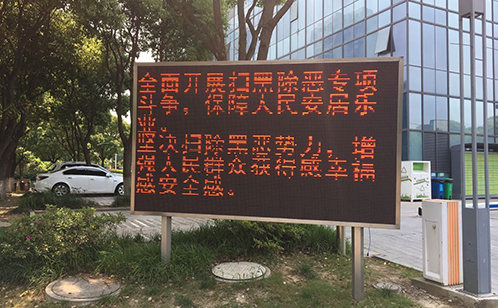 全面开展扫黑除恶专项
斗争，保障人民安居乐
业。
坚决扫除黑恶势力，增
强人民群众获得感幸福
感安全感。